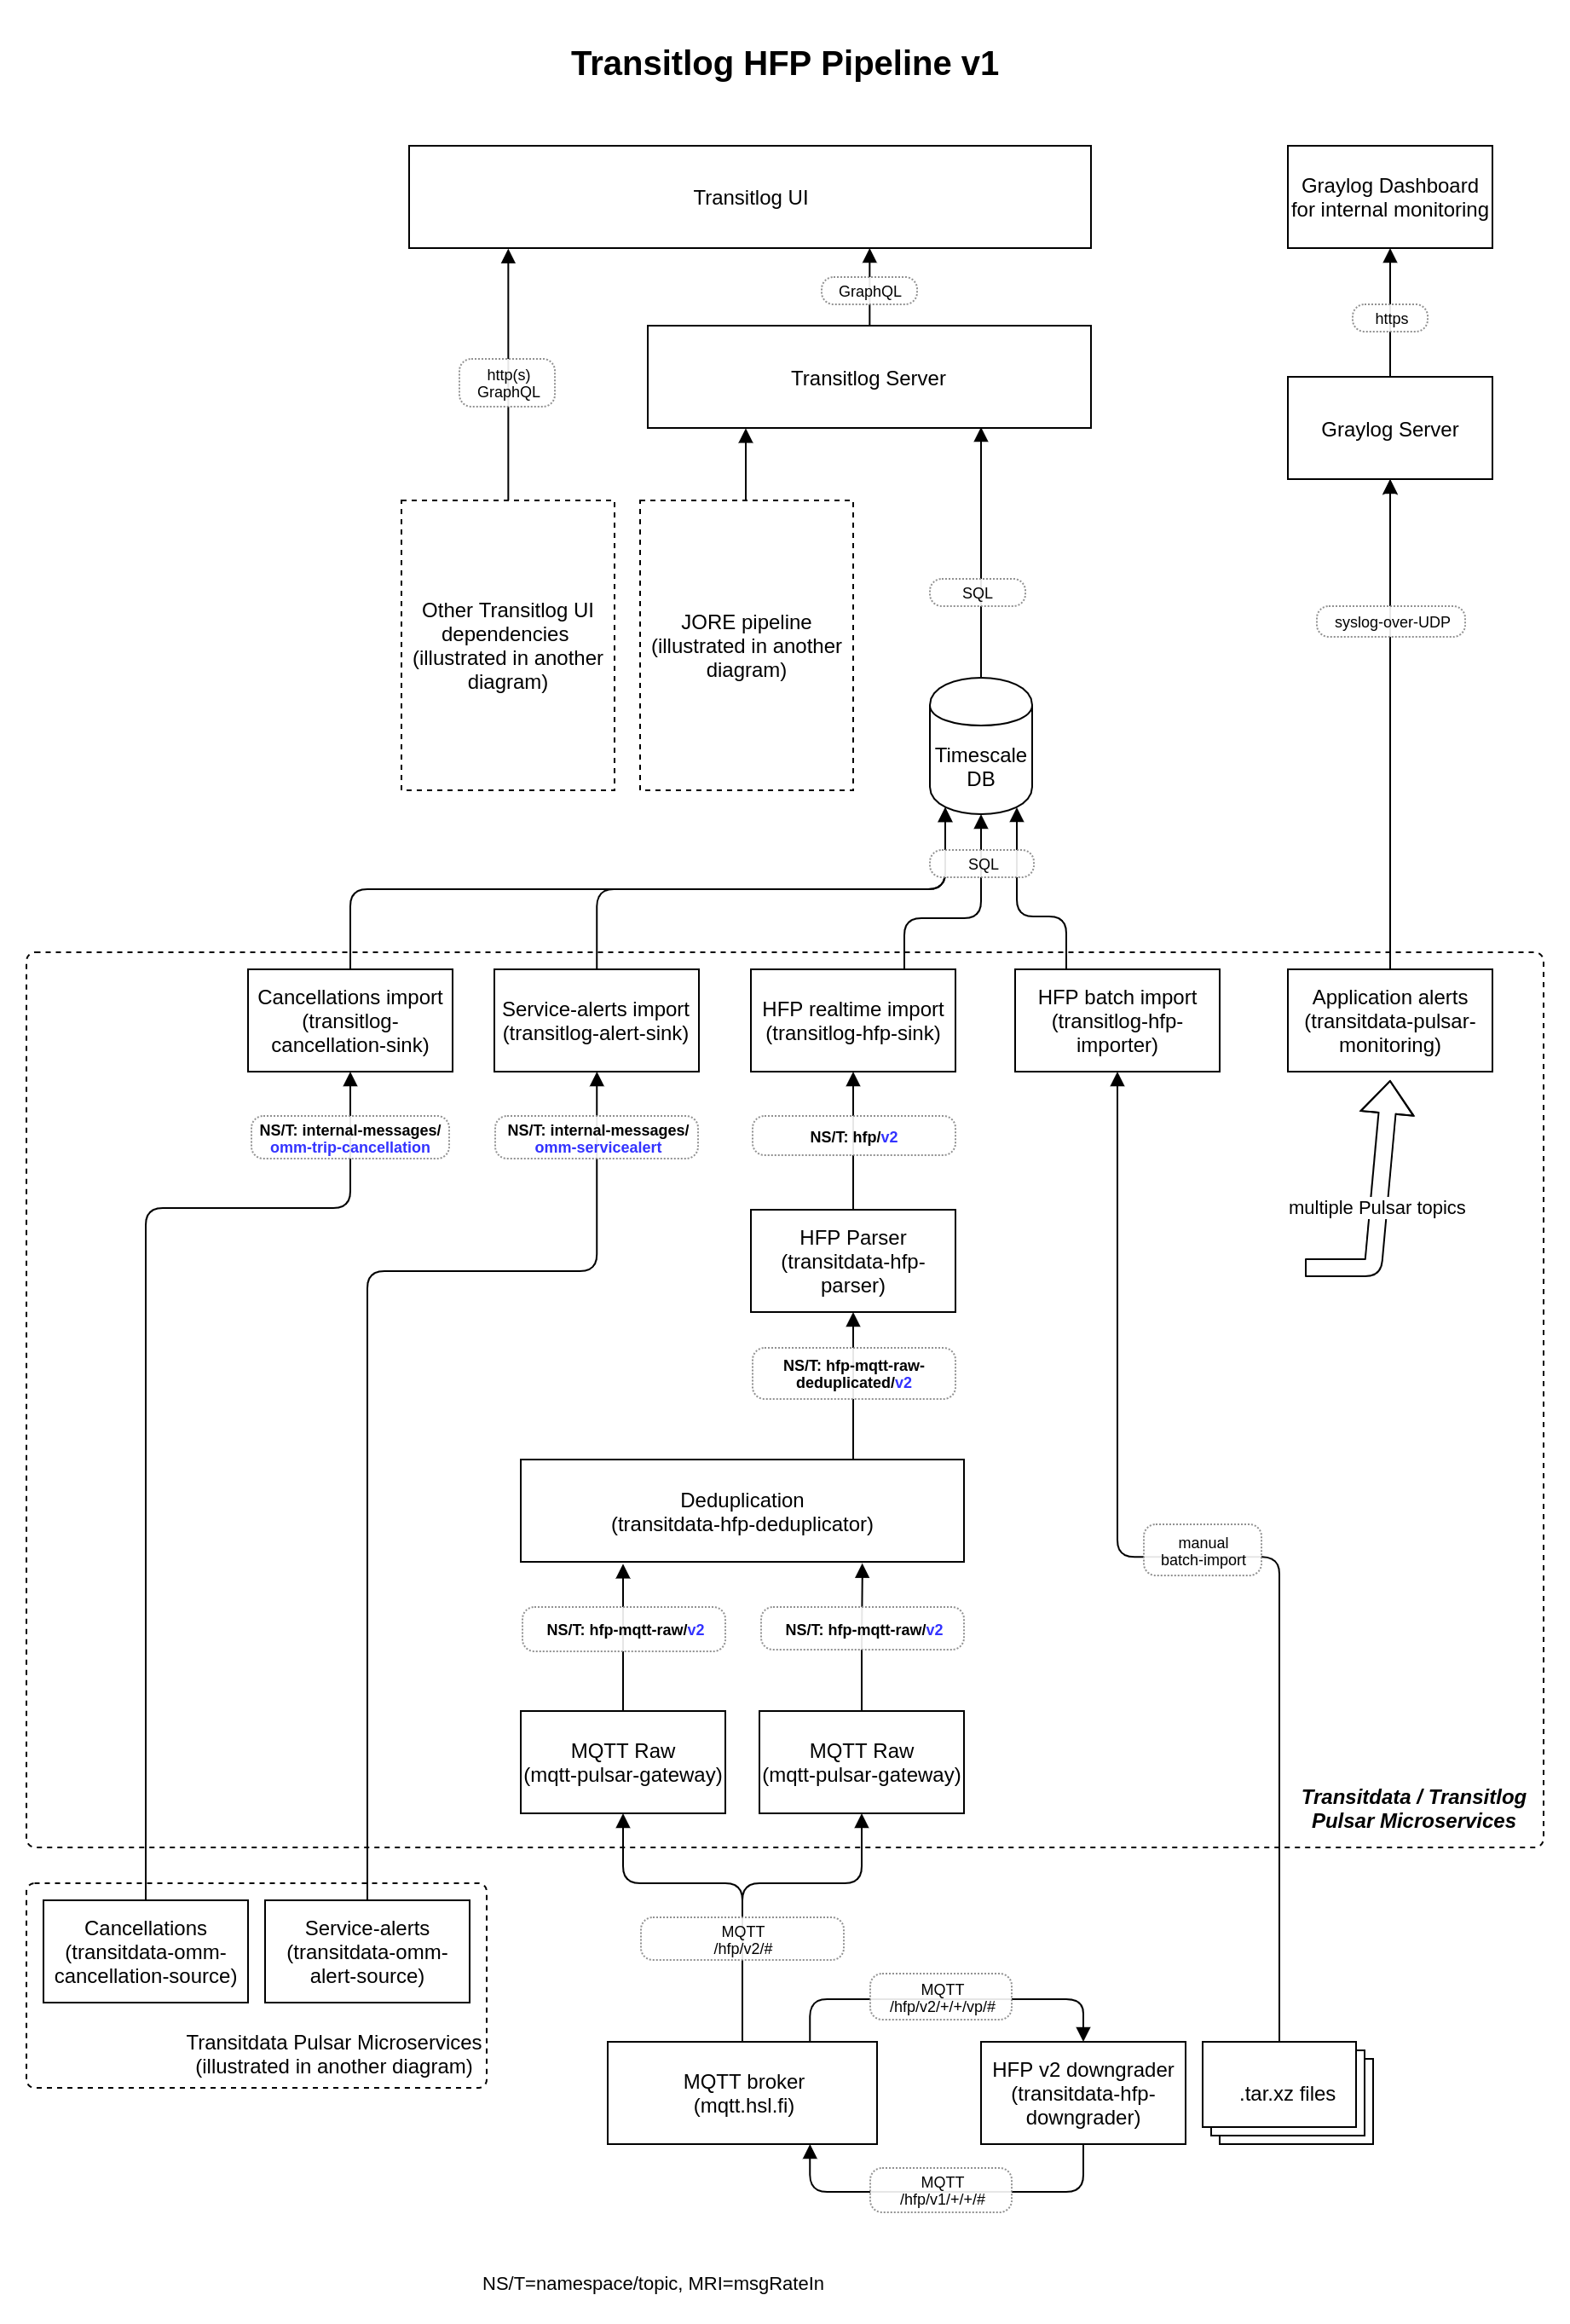 Transitlog HFP Pipeline v1
Transitlog UI
Graylog Dashboard
for internal monitoring
GraphQL
https
Transitlog Server
http(s)
GraphQL
Graylog Server
Other Transitlog UI
dependencies
(illustrated in another
diagram)
JORE pipeline
(illustrated in another
diagram)
SQL
syslog-over-UDP
Timescale
DB
SQL
Cancellations import
(transitlog-
cancellation-sink)
Service-alerts import
(transitlog-alert-sink)
HFP realtime import
(transitlog-hfp-sink)
HFP batch import
(transitlog-hfp-
importer)
Application alerts
(transitdata-pulsar-
monitoring)
NS/T: internal-messages/
omm-trip-cancellation
NS/T: internal-messages/
omm-servicealert
NS/T: hfp/v2
multiple Pulsar topics
HFP Parser
(transitdata-hfp-
parser)
NS/T: hfp-mqtt-raw-
deduplicated/v2
Deduplication
(transitdata-hfp-deduplicator)
manual
batch-import
NS/T: hfp-mqtt-raw/v2
NS/T: hfp-mqtt-raw/v2
MQTT Raw
(mqtt-pulsar-gateway)
MQTT Raw
(mqtt-pulsar-gateway)
Transitdata / Transitlog
Pulsar Microservices
Cancellations
(transitdata-omm-
cancellation-source)
Service-alerts
(transitdata-omm-
alert-source)
Transitdata Pulsar Microservices
(illustrated in another diagram)
MQTT
/hfp/v2/#
MQTT
/hfp/v2/+/+/vp/#
MQTT broker
(mqtt.hsl.fi)
HFP v2 downgrader
(transitdata-hfp-
downgrader)
.tar.xz files
MQTT
/hfp/v1/+/+/#
NS/T=namespace/topic, MRI=msgRateIn